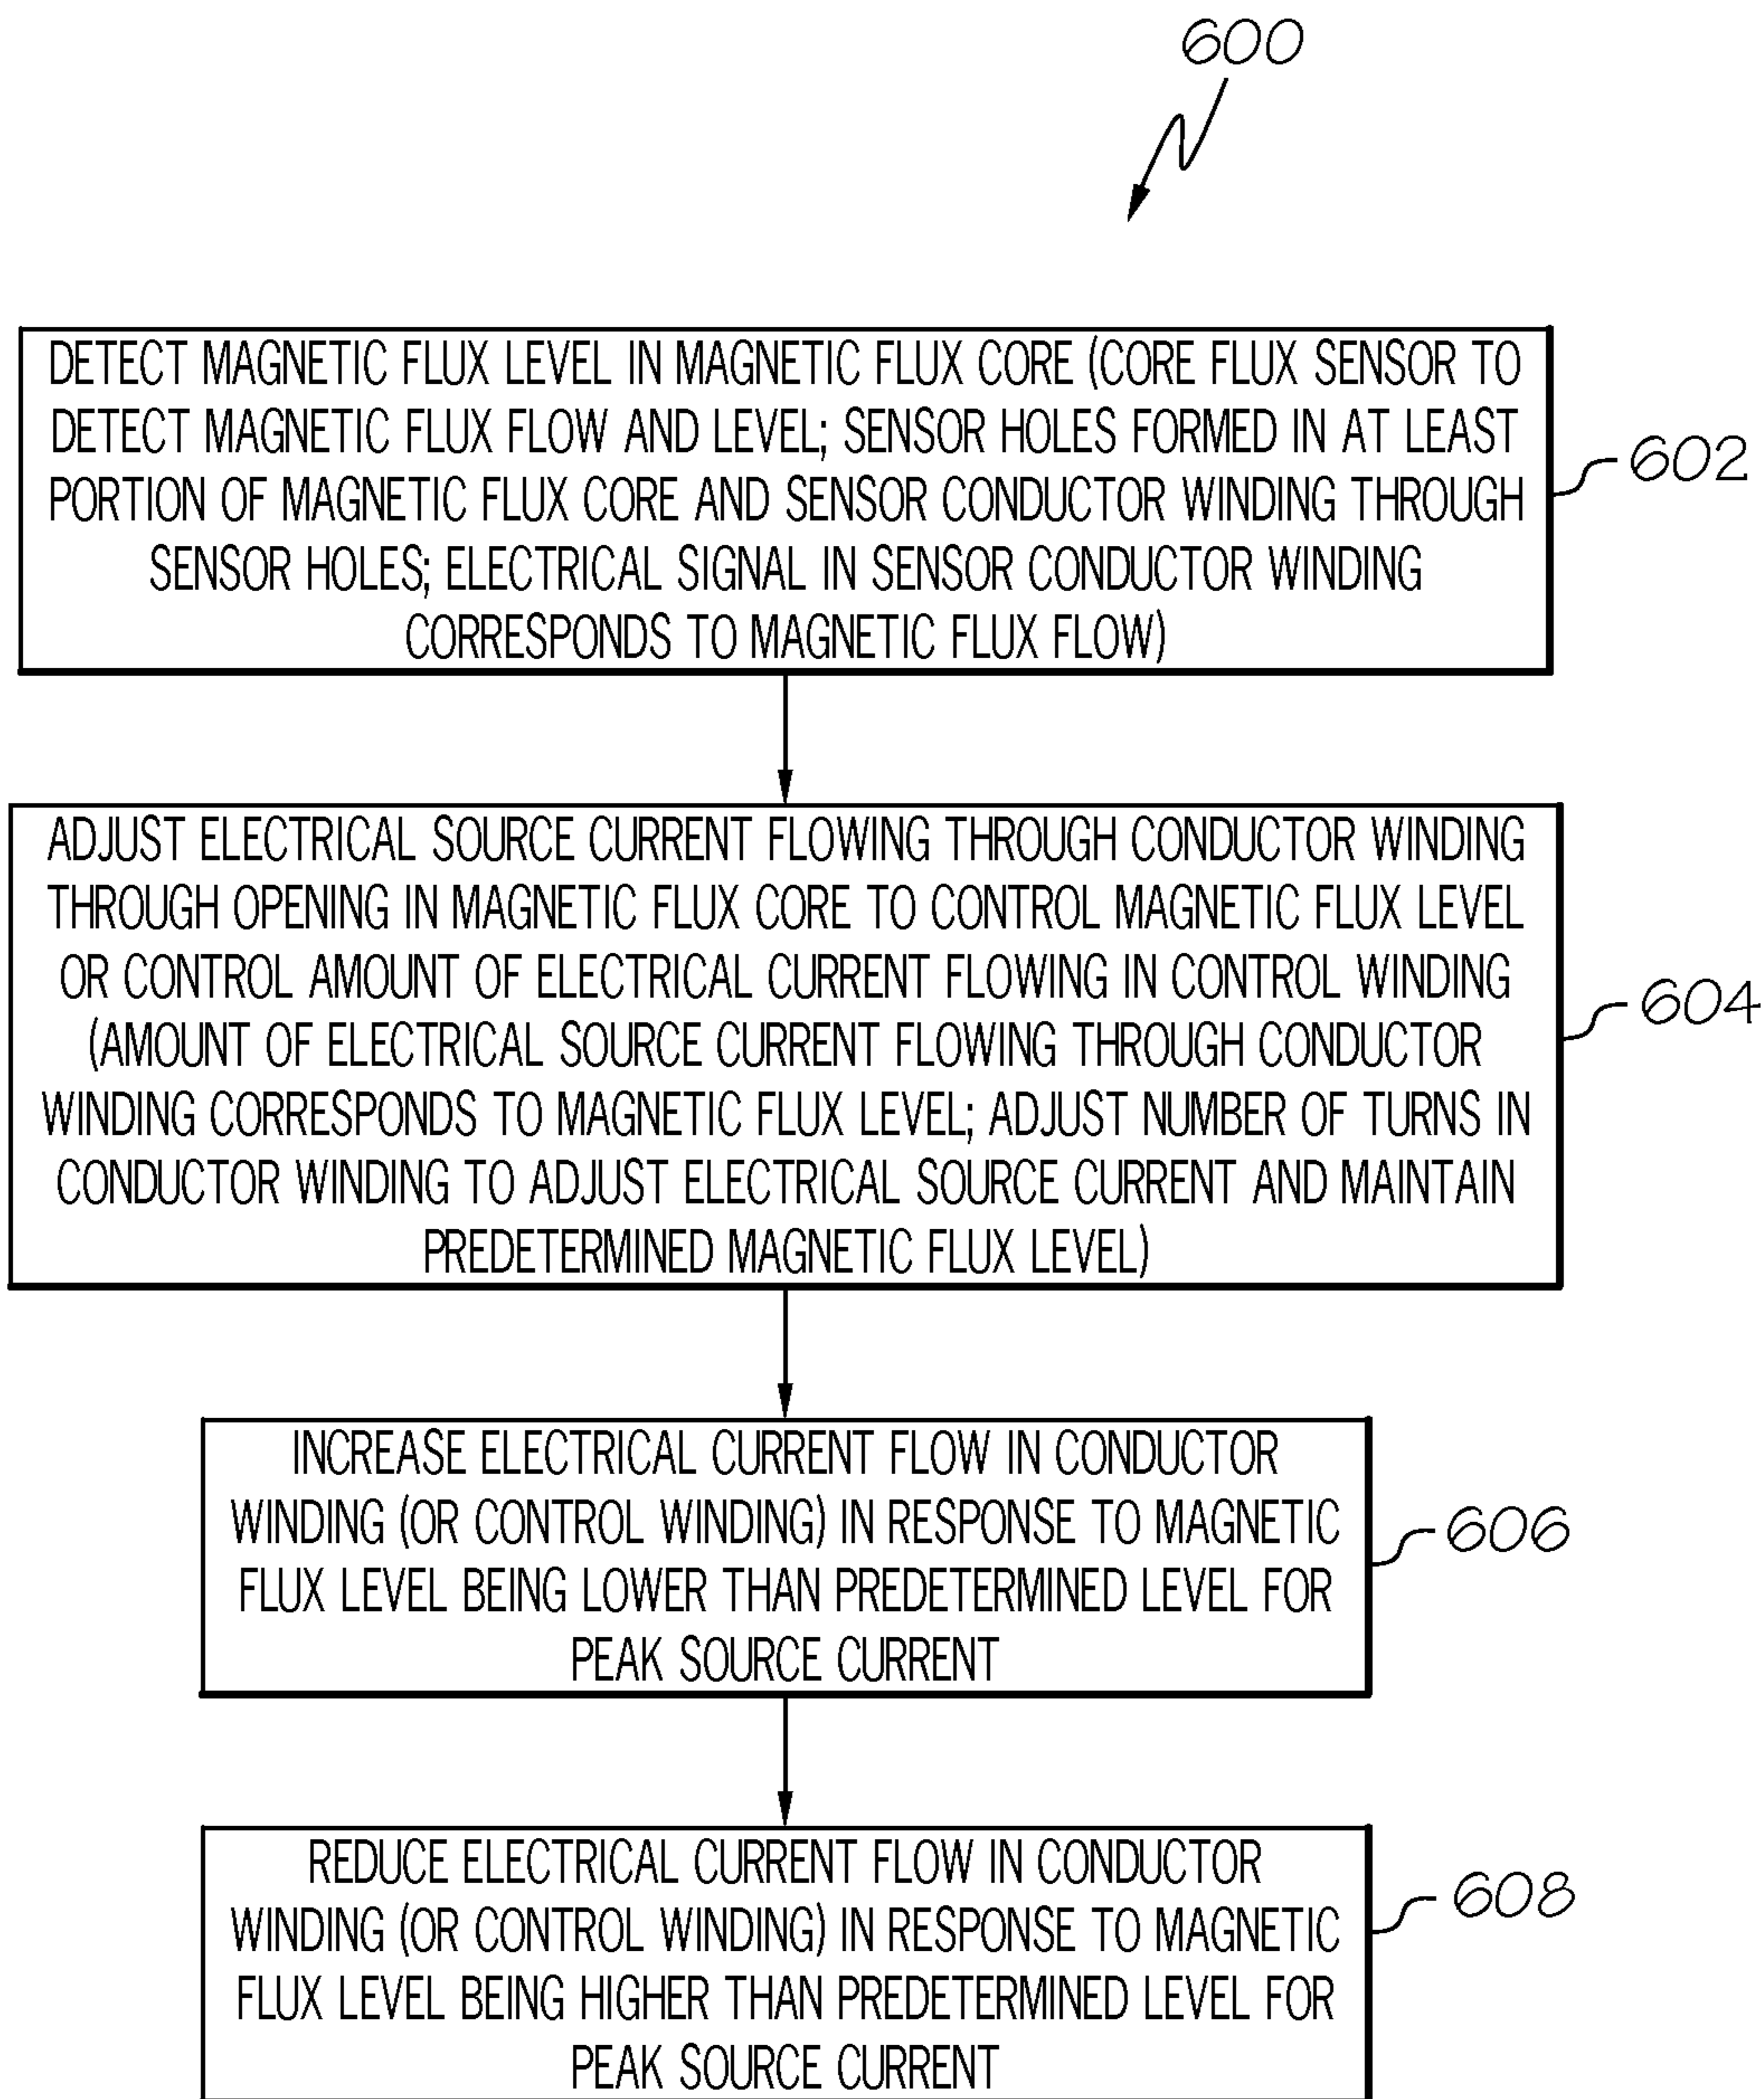 600
DETECT MAGNETIC FLUX LEVEL IN MAGNETIC FLUX CORE (CORE FLUX SENSOR TO
DETECT MAGNETIC FLUX FLOW AND LEVEL; SENSOR HOLES FORMED IN AT LEAST
PORTION OF MAGNETIC FLUX CORE AND SENSOR CONDUCTOR WINDING THROUGH
SENSOR HOLES; ELECTRICAL SIGNAL IN SENSOR CONDUCTOR WINDING
CORRESPONDS TO MAGNETIC FLUX FLOW)
602
ADJUST ELECTRICAL SOURCE CURRENT FLOWING THROUGH CONDUCTOR WINDING
THROUGH OPENING IN MAGNETIC FLUX CORE TO CONTROL MAGNETIC FLUX LEVEL
OR CONTROL AMOUNT OF ELECTRICAL CURRENT FLOWING IN CONTROL WINDING
(AMOUNT OF ELECTRICAL SOURCE CURRENT FLOWING THROUGH CONDUCTOR
WINDING CORRESPONDS TO MAGNETIC FLUX LEVEL; ADJUST NUMBER OF TURNS IN
CONDUCTOR WINDING TO ADJUST ELECTRICAL SOURCE CURRENT AND MAINTAIN
PREDETERMINED MAGNETIC FLUX LEVEL)
604
INCREASE ELECTRICAL CURRENT FLOW IN CONDUCTOR
WINDING (OR CONTROL WINDING) IN RESPONSE TO MAGNETIC
FLUX LEVEL BEING LOWER THAN PREDETERMINED LEVEL FOR
PEAK SOURCE CURRENT
606
REDUCE ELECTRICAL CURRENT FLOW IN CONDUCTOR
WINDING (OR CONTROL WINDING) IN RESPONSE TO MAGNETIC
FLUX LEVEL BEING HIGHER THAN PREDETERMINED LEVEL FOR
PEAK SOURCE CURRENT
608